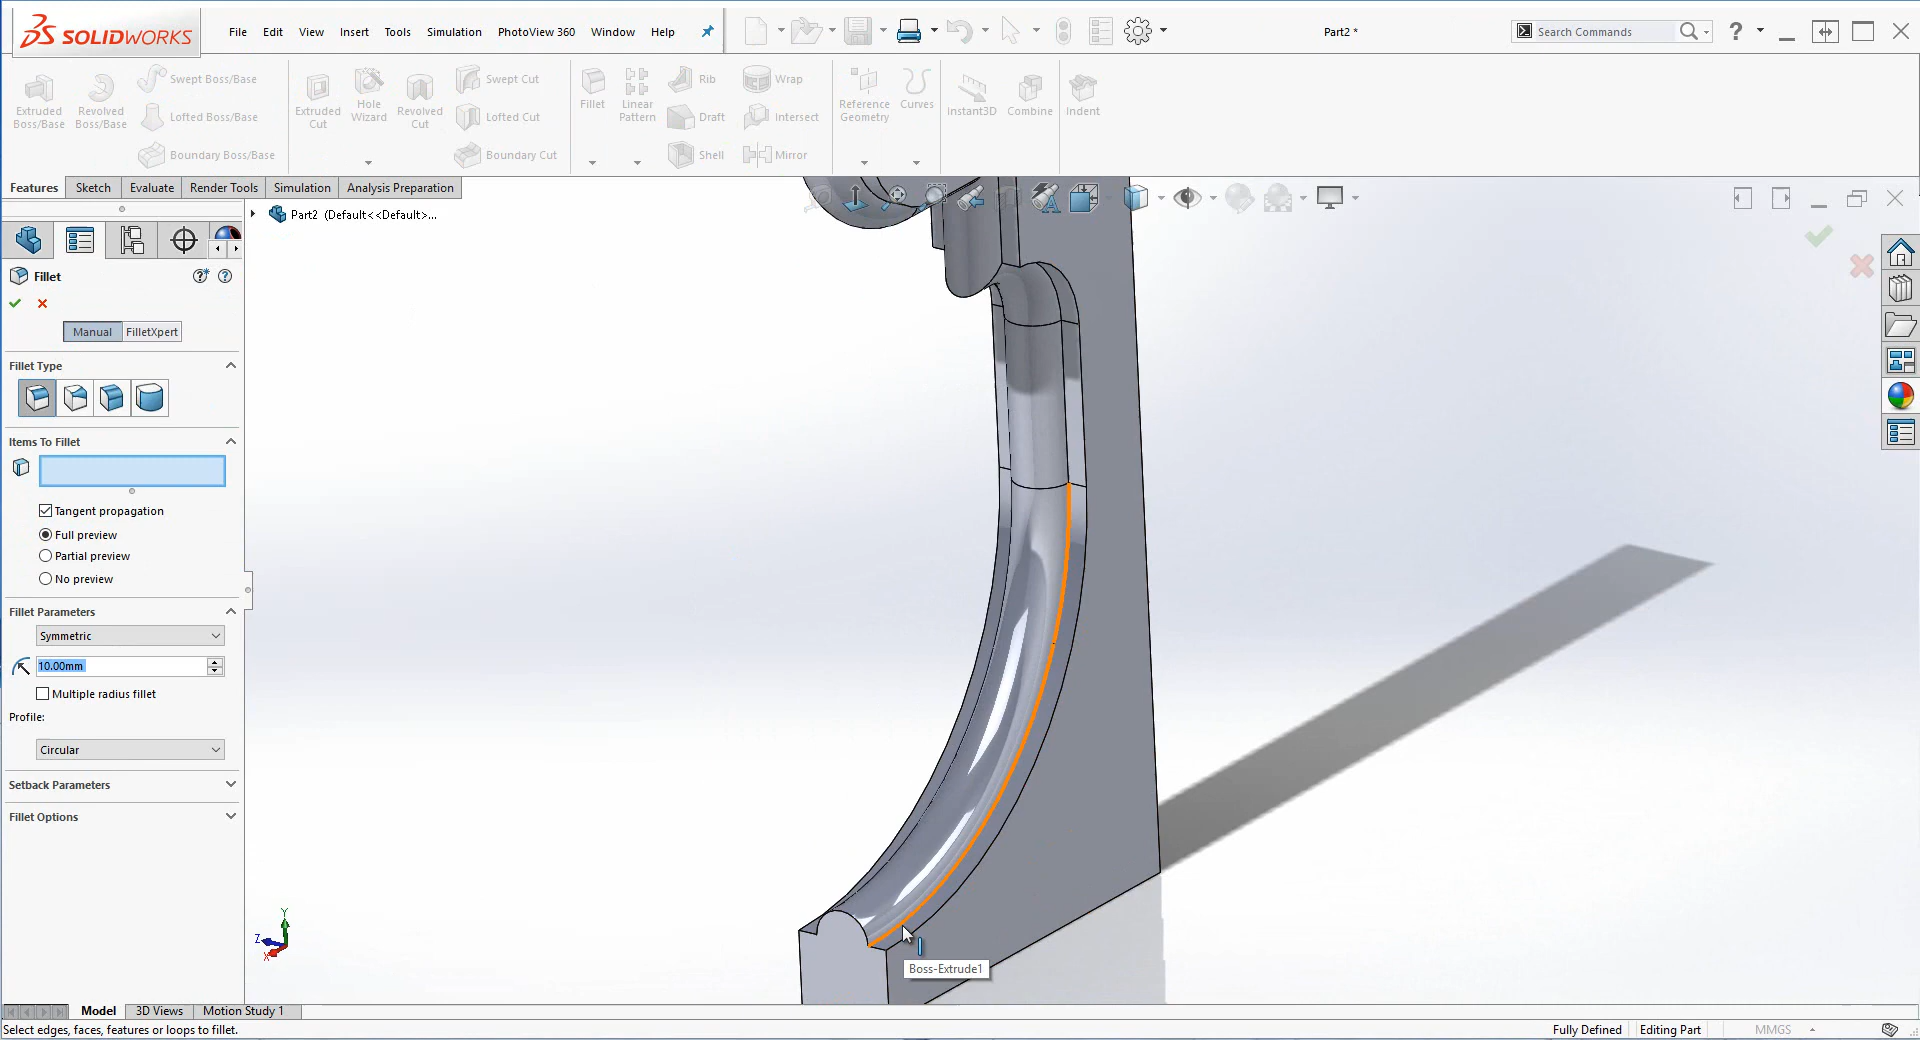 SOLIDWORKS
File Edit View Insert Tools Simulation PhotoView 360 Window Help
Part2 *
Search Commands
?
Extruded Boss/Base
Revolved Boss/Base
Swept Boss/Base
Lofted Boss/Base
Boundary Boss/Base
Extruded Cut
Hole Wizard
Revolved Cut
Swept Cut
Lofted Cut
Boundary Cut
Fillet
Linear Pattern
Rib
Draft
Shell
Wrap
Intersect
Mirror
Reference Geometry
Curves
Instant3D
Combine
Indent
Features Sketch Evaluate Render Tools Simulation Analysis Preparation
Part2 (Default<<Default>...
Fillet
Manual FilletXpert
Fillet Type
Items To Fillet
Tangent propagation
Full preview
Partial preview
No preview
Fillet Parameters
Symmetric
10.00mm
Multiple radius fillet
Profile:
Circular
Setback Parameters
Fillet Options
Y
Z
X
Boss-Extrude1
Model 3D Views Motion Study 1
Select edges, faces, features or loops to fillet.
Fully Defined Editing Part MMGS